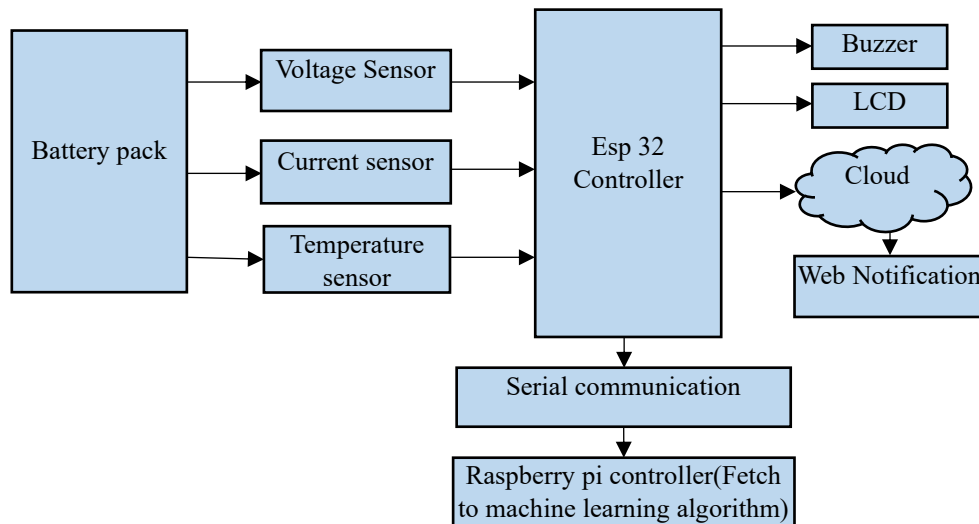 Battery pack
Voltage Sensor
Current sensor
Temperature
sensor
Esp 32
Controller
Buzzer
LCD
Cloud
Web Notification
Serial communication
Raspberry pi controller(Fetch
to machine learning algorithm)